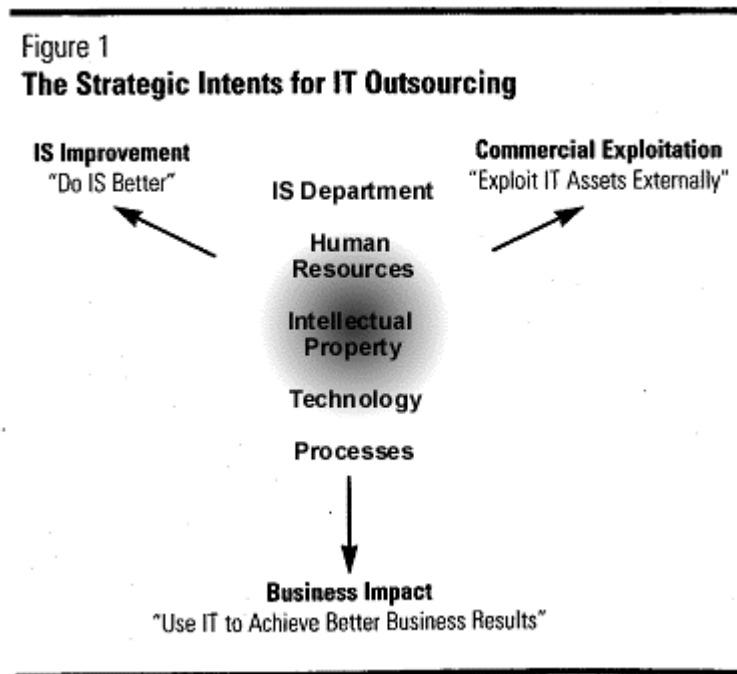 Figure 1
The Strategic Intents for IT Outsourcing
IS Improvement
"Do IS Better"
Commercial Exploitation
"Exploit IT Assets Externally"
IS Department
Human
Resources
Intellectual
Property
Technology
Processes
Business Impact
"Use IT to Achieve Better Business Results"